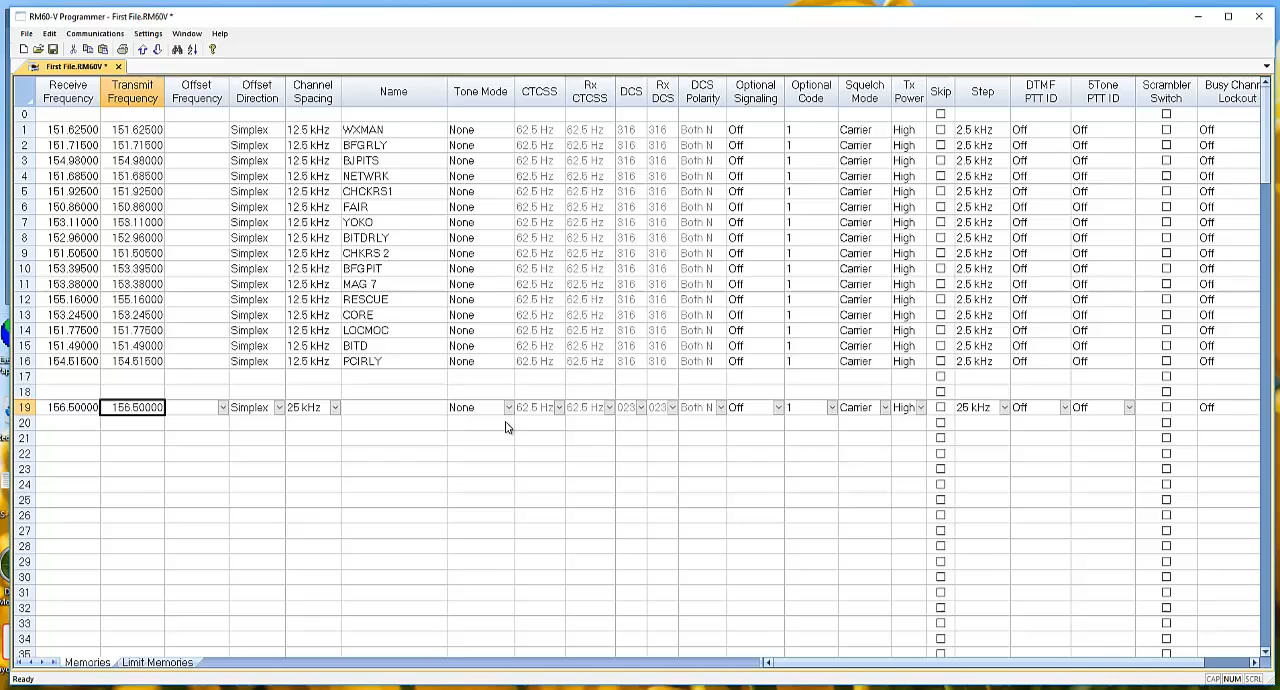 RM60-V Programmer - First File.RM60V *
File Edit Communications Settings Window Help
First File.RM60V *
Receive Frequency Transmit Frequency Offset Frequency Offset Direction Channel Spacing Name Tone Mode CTCSS Rx CTCSS DCS Rx DCS DCS Polarity Optional Signaling Optional Code Squelch Mode Tx Power Skip Step DTMF PTT ID 5Tone PTT ID Scrambler Switch Busy Chann Lockout
0
1 151.62500 151.62500 Simplex 12.5 kHz WXMAN None 62.5 Hz 62.5 Hz 316 316 Both N Off 1 Carrier High 2.5 kHz Off Off Off
2 151.71500 151.71500 Simplex 12.5 kHz BFGRLY None 62.5 Hz 62.5 Hz 316 316 Both N Off 1 Carrier High 2.5 kHz Off Off Off
3 154.98000 154.98000 Simplex 12.5 kHz BJPITS None 62.5 Hz 62.5 Hz 316 316 Both N Off 1 Carrier High 2.5 kHz Off Off Off
4 151.68500 151.68500 Simplex 12.5 kHz NETWRK None 62.5 Hz 62.5 Hz 316 316 Both N Off 1 Carrier High 2.5 kHz Off Off Off
5 151.92500 151.92500 Simplex 12.5 kHz CHCKRS1 None 62.5 Hz 62.5 Hz 316 316 Both N Off 1 Carrier High 2.5 kHz Off Off Off
6 150.86000 150.86000 Simplex 12.5 kHz FAIR None 62.5 Hz 62.5 Hz 316 316 Both N Off 1 Carrier High 2.5 kHz Off Off Off
7 153.11000 153.11000 Simplex 12.5 kHz YOKO None 62.5 Hz 62.5 Hz 316 316 Both N Off 1 Carrier High 2.5 kHz Off Off Off
8 152.96000 152.96000 Simplex 12.5 kHz BITDRLY None 62.5 Hz 62.5 Hz 316 316 Both N Off 1 Carrier High 2.5 kHz Off Off Off
9 151.50500 151.50500 Simplex 12.5 kHz CHKRS 2 None 62.5 Hz 62.5 Hz 316 316 Both N Off 1 Carrier High 2.5 kHz Off Off Off
10 153.39500 153.39500 Simplex 12.5 kHz BFGPIT None 62.5 Hz 62.5 Hz 316 316 Both N Off 1 Carrier High 2.5 kHz Off Off Off
11 153.38000 153.38000 Simplex 12.5 kHz MAG 7 None 62.5 Hz 62.5 Hz 316 316 Both N Off 1 Carrier High 2.5 kHz Off Off Off
12 155.16000 155.16000 Simplex 12.5 kHz RESCUE None 62.5 Hz 62.5 Hz 316 316 Both N Off 1 Carrier High 2.5 kHz Off Off Off
13 153.24500 153.24500 Simplex 12.5 kHz CORE None 62.5 Hz 62.5 Hz 316 316 Both N Off 1 Carrier High 2.5 kHz Off Off Off
14 151.77500 151.77500 Simplex 12.5 kHz LOCMOC None 62.5 Hz 62.5 Hz 316 316 Both N Off 1 Carrier High 2.5 kHz Off Off Off
15 151.49000 151.49000 Simplex 12.5 kHz BITD None 62.5 Hz 62.5 Hz 316 316 Both N Off 1 Carrier High 2.5 kHz Off Off Off
16 154.51500 154.51500 Simplex 12.5 kHz POIRLY None 62.5 Hz 62.5 Hz 316 316 Both N Off 1 Carrier High 2.5 kHz Off Off Off
17
18
19 156.50000 156.50000 Simplex 25 kHz None 62.5 Hz 62.5 Hz 023 023 Both N Off 1 Carrier High 25 kHz Off Off Off
20
21
22
23
24
25
26
27
28
29
30
31
32
33
34
35
Memories Limit Memories
Ready CAP NUM SCRL